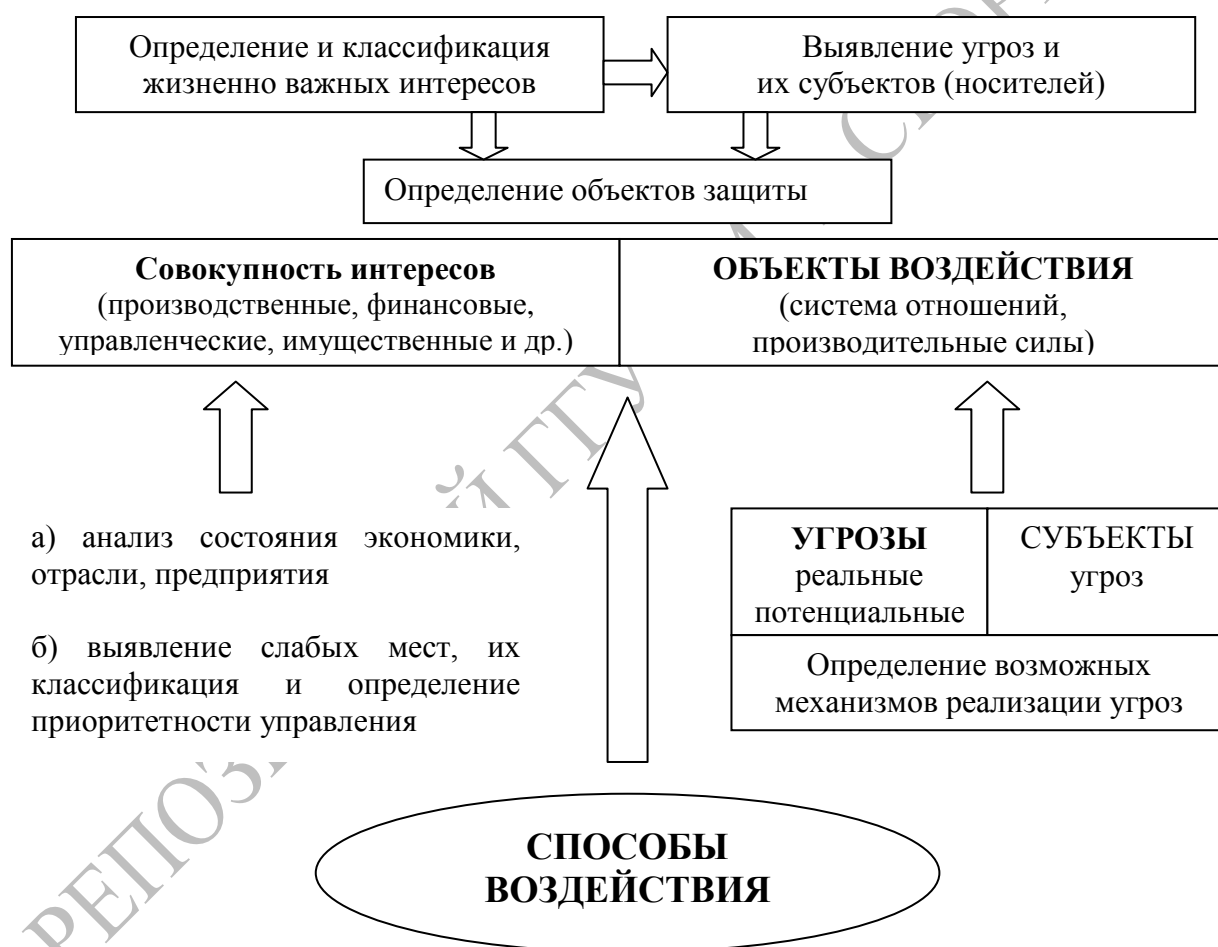 Определение и классификация
жизненно важных интересов
Выявление угроз и
их субъектов (носителей)
Определение объектов защиты
Совокупность интересов
(производственные, финансовые,
управленческие, имущественные и др.)
ОБЪЕКТЫ ВОЗДЕЙСТВИЯ
(система отношений,
производительные силы)
а) анализ состояния экономики,
отрасли, предприятия
б) выявление слабых мест, их
классификация и определение
приоритетности управления
УГРОЗЫ
реальные
потенциальные
СУБЪЕКТЫ
угроз
Определение возможных
механизмов реализации угроз
СПОСОБЫ
ВОЗДЕЙСТВИЯ